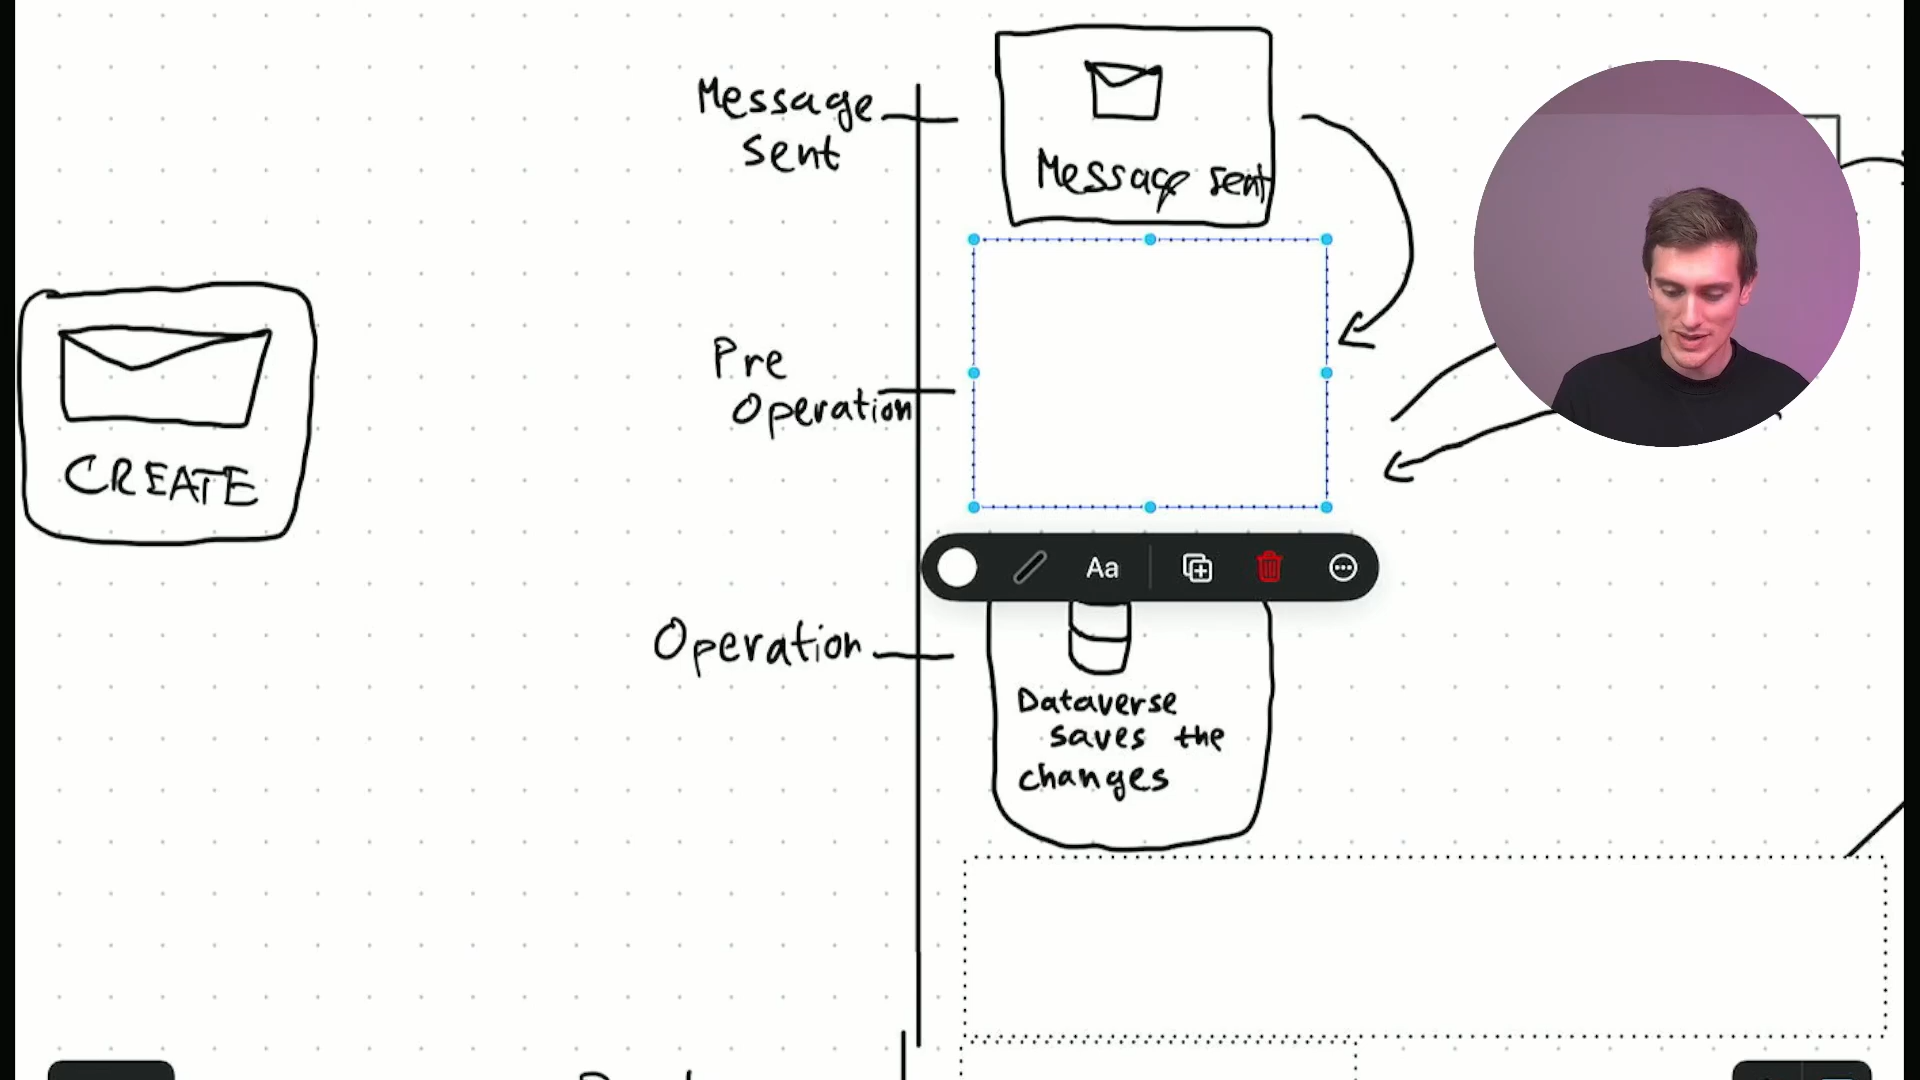 Message
sent
Message sent
Pre
Operation
CREATE
Aa
Operation
Dataverse
saves the
changes